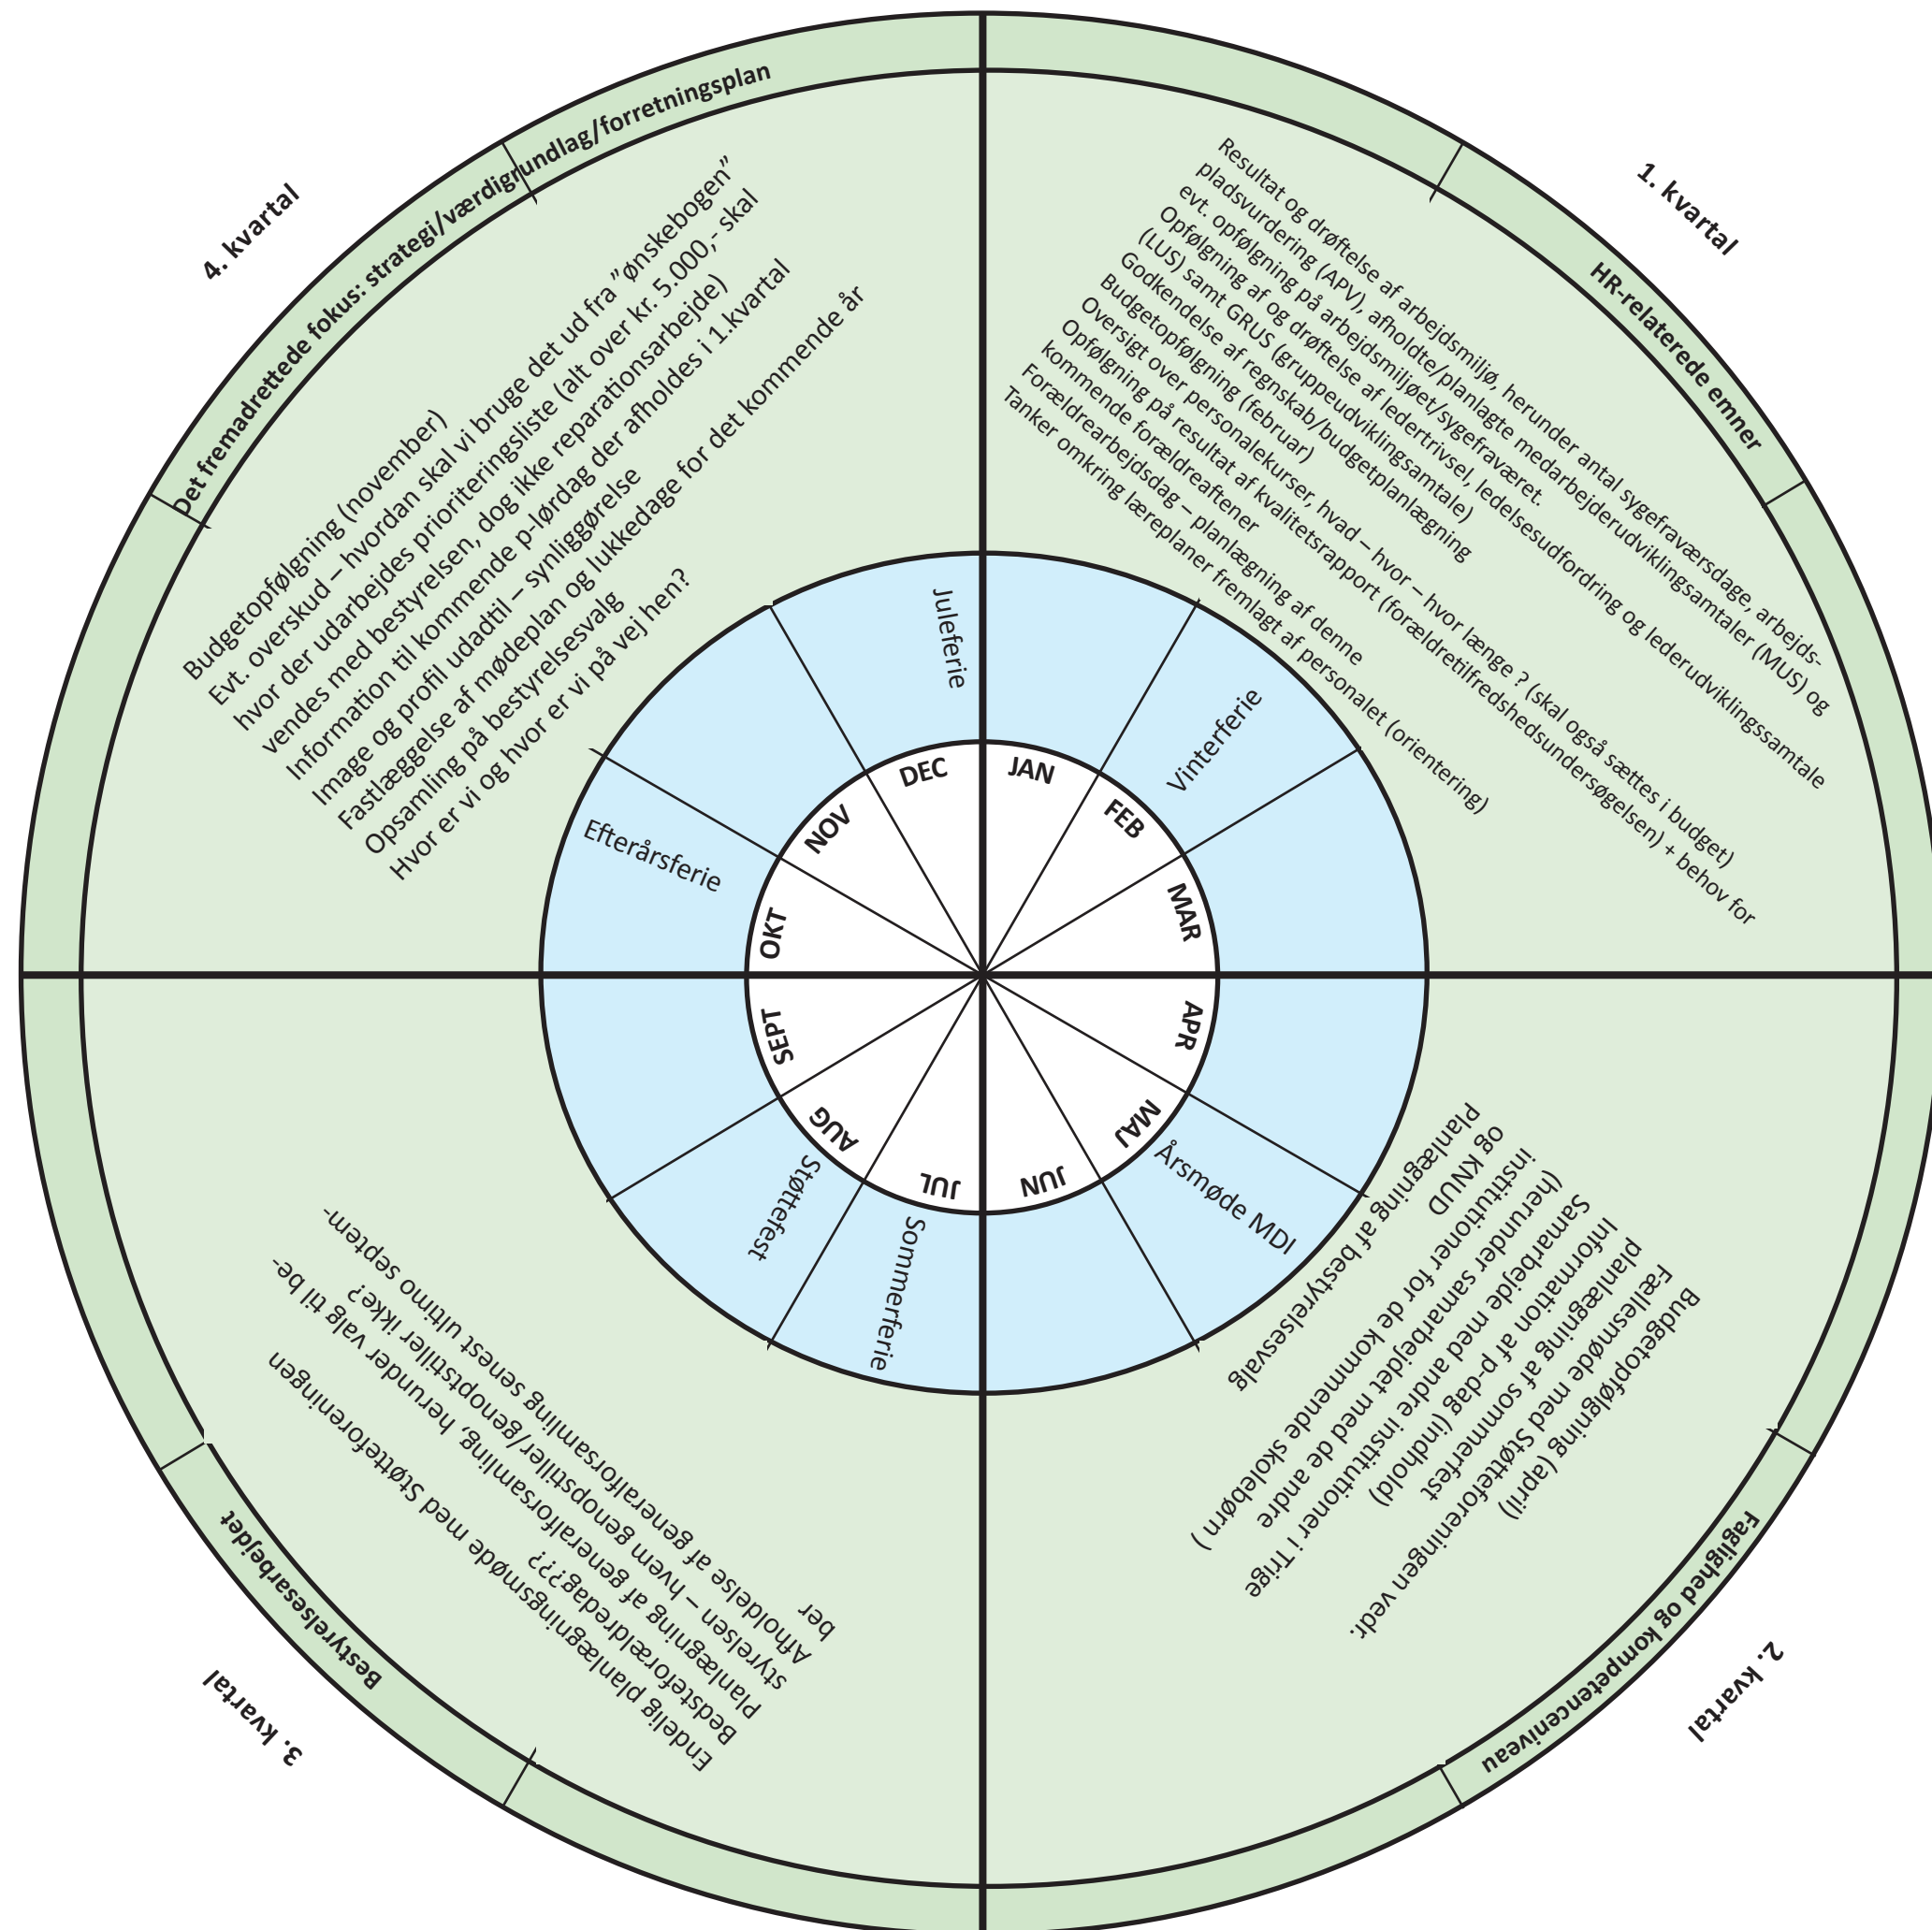 1. kvartal
HR-relaterede emner
Resultat og drøftelse af arbejdsmiljø, herunder antal sygefraværsdage, arbejds-
pladsvurdering (APV), afholdte/planlagte medarbejderudviklingssamtaler (MUS) og
evt. opfølgning på arbejdsmiljøet/sygefraværet.
Opfølgning af og drøftelse af ledertrivsel, ledelsesudfordring og lederudviklingssamtale
(LUS) samt GRUS (gruppeudviklingsamtale)
Godkendelse af regnskab/budgetplanlægning
Budgetopfølgning (februar)
Oversigt over personalekurser, hvad – hvor – hvor længe ? (skal også sættes i budget)
Opfølgning på resultat af kvalitetsrapport (forældretilfredshedsundersøgelsen) + behov for
kommende forældreaftener
Forældrearbejdsdag – planlægning af denne
Tanker omkring læreplaner fremlagt af personalet (orientering)
2. kvartal
Faglighed og kompetenceniveau
Budgetopfølgning (april)
Fællesmøde med Støtteforeningen vedr.
planlægning af sommerfest
Information af p-dag (indhold)
Samarbejde med andre institutioner i Trige
(herunder samarbejdet med de andre
institutioner for de kommende skolebørn )
og KNUD
planlægning af bestyrelsesvalg
3. kvartal
Bestyrelsesarbejdet
Endelig planlægningsmøde med Støtteforeningen
Bedsteforældredag???
Planlægning af generalforsamling, herunder valg til be-
styrelsen – hvem genopstiller/genoptstiller ikke?
Afholdelse af generalforsamling senest ultimo septem-
ber
4. kvartal
Det fremadrettede fokus: strategi/værdigrundlag/forretningsplan
Budgetopfølgning (november)
Evt. overskud – hvordan skal vi bruge det ud fra ”ønskebogen”
hvor der udarbejdes prioriteringsliste (alt over kr. 5.000,- skal
vendes med bestyrelsen, dog ikke reparationsarbejde)
Information til kommende p-lørdag der afholdes i 1.kvartal
Image og profil udadtil – synliggørelse
Fastlæggelse af mødeplan og lukkedage for det kommende år
Opsamling på bestyrelsesvalg
Hvor er vi og hvor er vi på vej hen?
Vinterferie
Årsmøde MDI
Sommerferie
Støttefest
Efterårsferie
Juleferie
JAN
FEB
MAR
APR
MAJ
JUN
JUL
AUG
SEPT
OKT
NOV
DEC